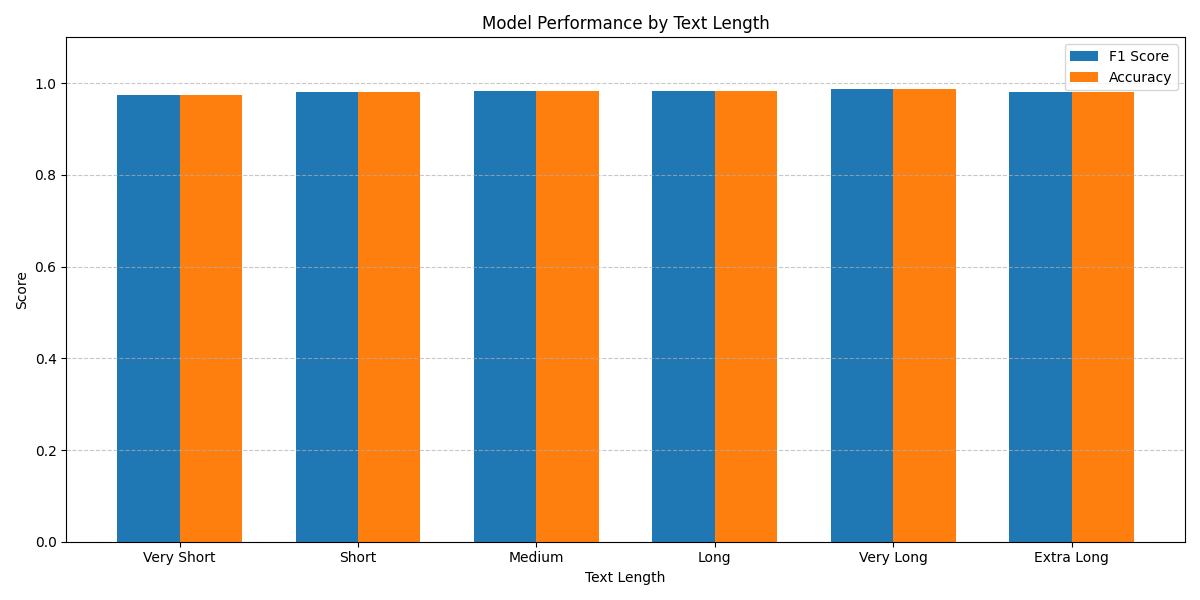 Model Performance by Text Length
F1 Score
Accuracy
1.0
0.8
0.6
0.4
0.2
0.0
Score
Very Short Short Medium Long Very Long Extra Long
Text Length